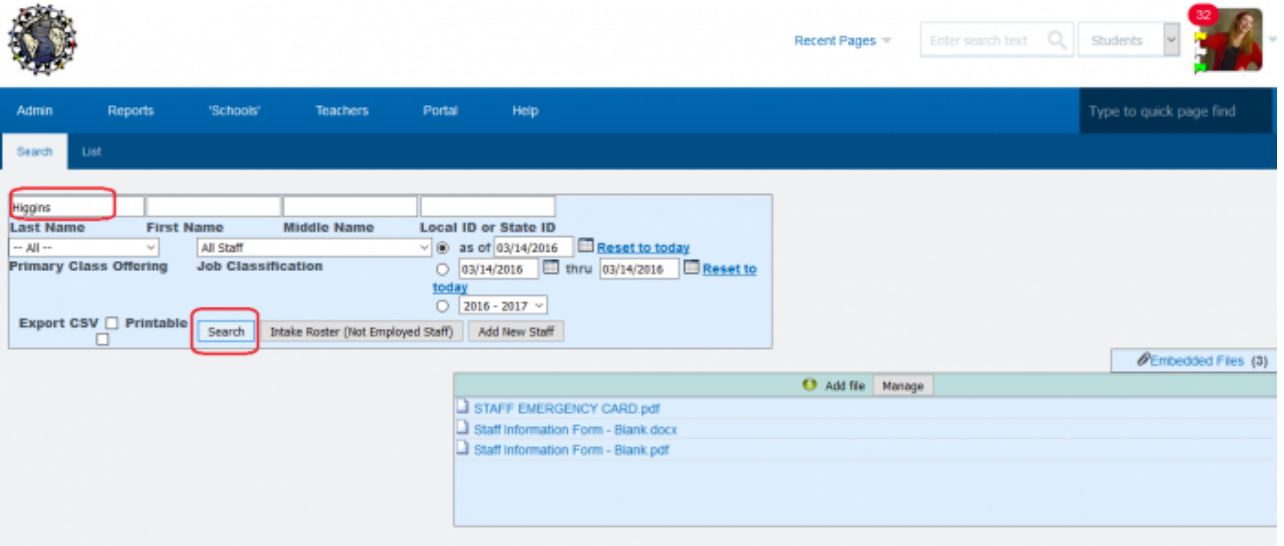 32
Recent Pages
Enter search text
Students
Admin Reports 'Schools' Teachers Portal Help
Type to quick page find
Search List
Higgins
Last Name First Name Middle Name Local ID or State ID
-- All -- All Staff as of 03/14/2016 Reset to today
Primary Class Offering Job Classification 03/14/2016 thru 03/14/2016 Reset to
today
2016 - 2017
Export CSV Printable Search Intake Roster (Not Employed Staff) Add New Staff
Embedded Files (3)
Add file Manage
STAFF EMERGENCY CARD.pdf
Staff Information Form - Blank.docx
Staff Information Form - Blank.pdf